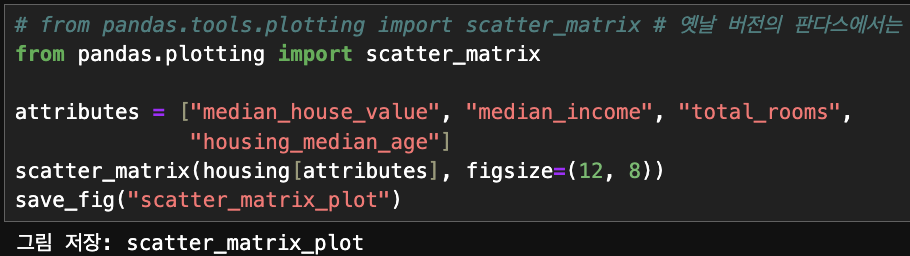 # from pandas.tools.plotting import scatter_matrix # 옛날 버전의 판다스에서는
from pandas.plotting import scatter_matrix
attributes = ["median_house_value", "median_income", "total_rooms",
"housing_median_age"]
scatter_matrix(housing[attributes], figsize=(12, 8))
save_fig("scatter_matrix_plot")
그림 저장: scatter_matrix_plot